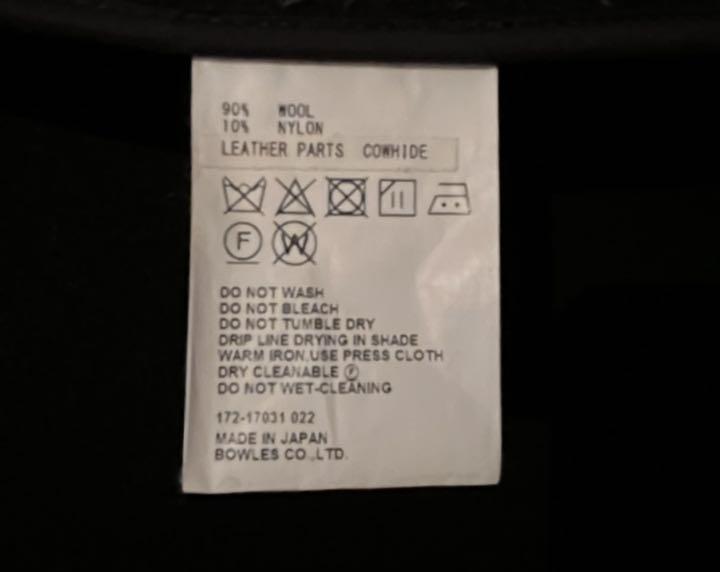 90% WOOL
10% NYLON
LEATHER PARTS COWHIDE
F W
DO NOT WASH
DO NOT BLEACH
DO NOT TUMBLE DRY
DRIP LINE DRYING IN SHADE
WARM IRON,USE PRESS CLOTH
DRY CLEANABLE Ⓕ
DO NOT WET-CLEANING
172-17031 022
MADE IN JAPAN
BOWLES CO.,LTD.